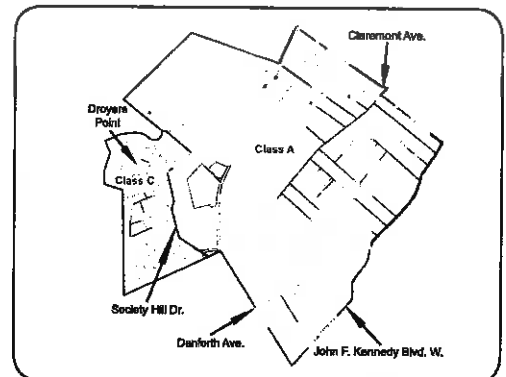 Claremont Ave.
Droyers
Point
Class A
Class C
Society Hill Dr.
Danforth Ave.
John F. Kennedy Blvd. W.